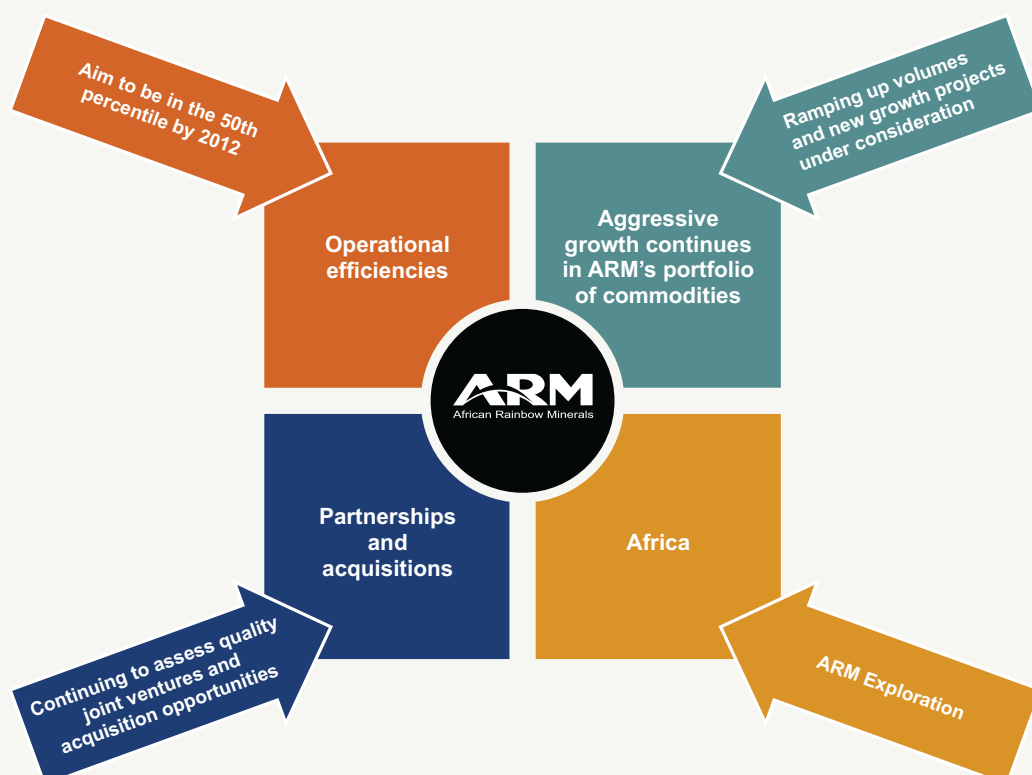 Aim to be in the 50th
percentile by 2012
Ramping up volumes
and new growth projects
under consideration
Operational
efficiencies
Aggressive
growth continues
in ARM’s portfolio
of commodities
ARM
African Rainbow Minerals
Partnerships
and
acquisitions
Africa
Continuing to assess quality
joint ventures and
acquisition opportunities
ARM Exploration